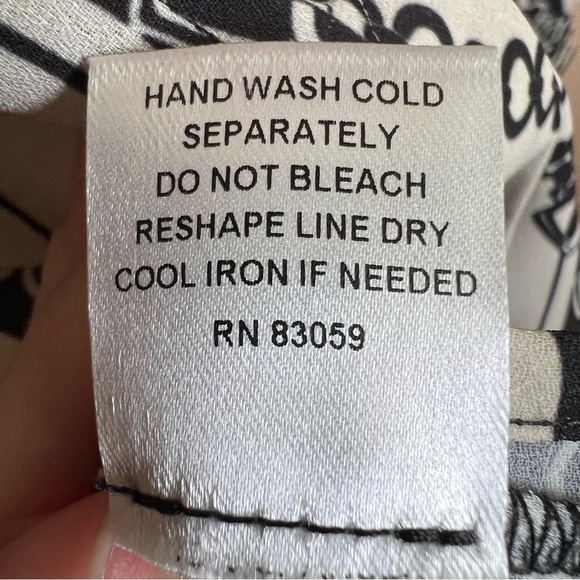 HAND WASH COLD
SEPARATELY
DO NOT BLEACH
RESHAPE LINE DRY
COOL IRON IF NEEDED
RN 83059